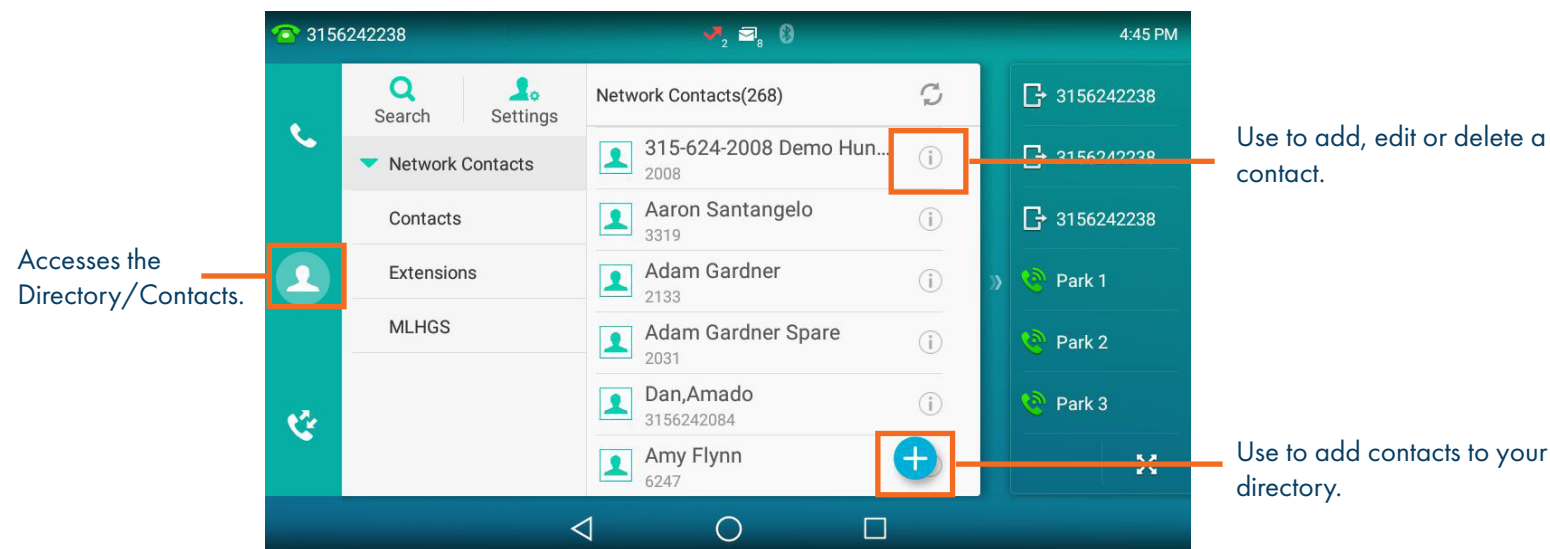 3156242238
2
8
4:45 PM
Search
Settings
Network Contacts
Contacts
Extensions
MLHGS
Network Contacts(268)
315-624-2008 Demo Hun...
2008
Aaron Santangelo
3319
Adam Gardner
2133
Adam Gardner Spare
2031
Dan,Amado
3156242084
Amy Flynn
6247
3156242238
3156242238
3156242238
Park 1
Park 2
Park 3
Accesses the
Directory/Contacts.
Use to add, edit or delete a
contact.
Use to add contacts to your
directory.